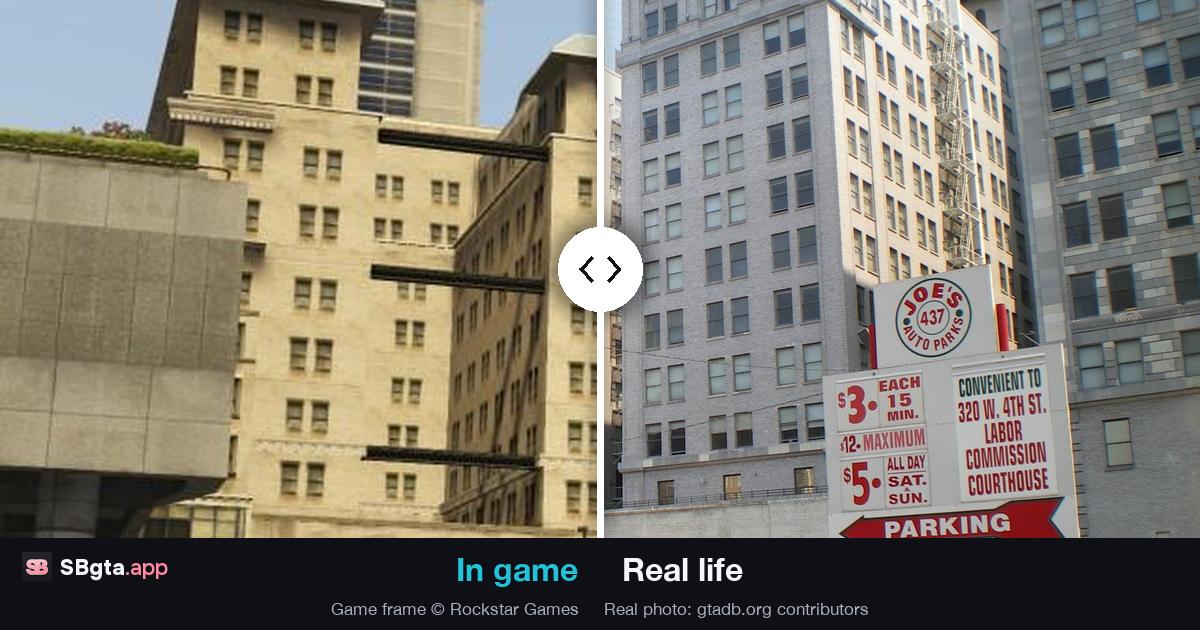 JOE'S
437
AUTO PARKS
$3. EACH
15
MIN.
$12. MAXIMUM
$5. ALL DAY
SAT.
&
SUN.
CONVENIENT TO
320 W. 4TH ST.
LABOR
COMMISSION
COURTHOUSE
PARKING
SB SBgta.app
In game
Real life
Game frame © Rockstar Games
Real photo: gtadb.org contributors